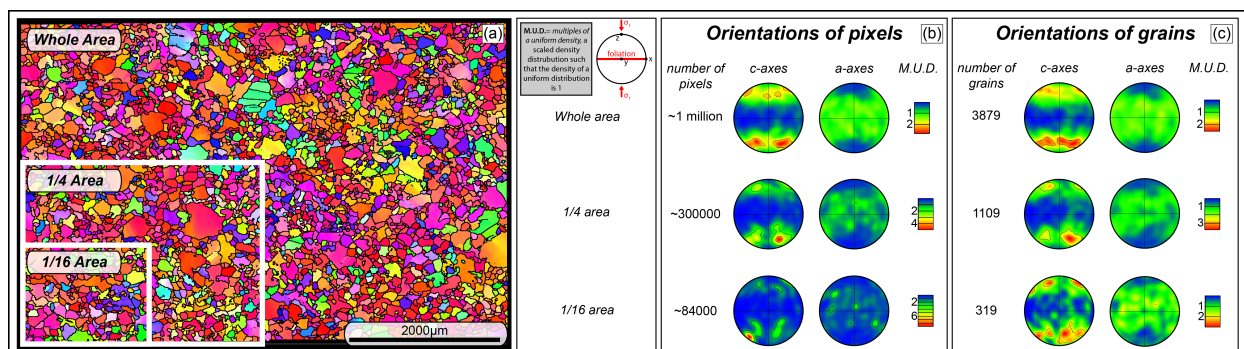 Whole Area
(a)
1/4 Area
1/16 Area
2000µm
M.U.D.= multiples of
a uniform density, a
scaled density
distrubution such
that the density of a
uniform distribution
is 1
σ₁
z
foliation
y
x
σ₁
Whole area
1/4 area
1/16 area
Orientations of pixels
(b)
number of
pixels
c-axes
a-axes
M.U.D.
~1 million
1
2
~300000
2
4
~84000
2
6
Orientations of grains
(c)
number of
grains
c-axes
a-axes
M.U.D.
3879
1
2
1109
1
3
319
1
2